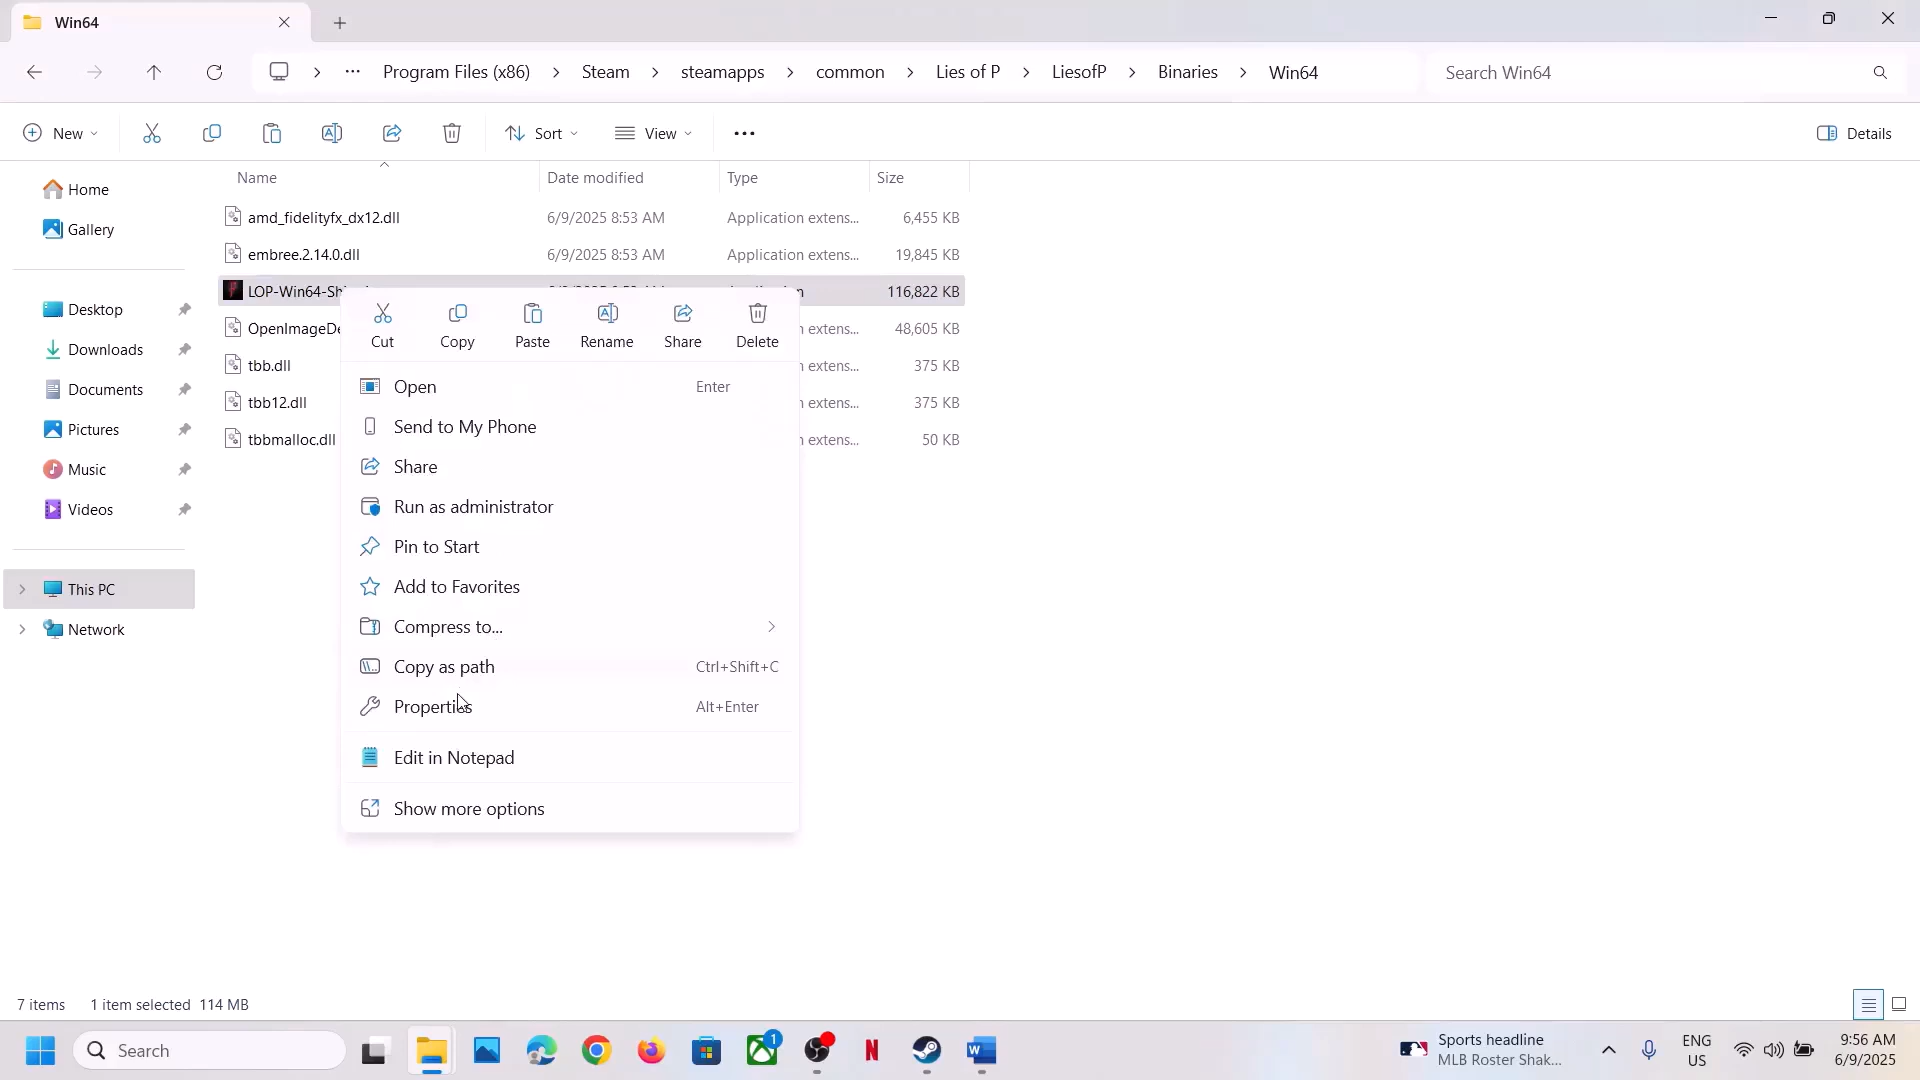 Win64
Program Files (x86)
Steam
steamapps
common
Lies of P
LiesofP
Binaries
Win64
Search Win64
New
Sort
View
Details
Name
Date modified
Type
Size
amd_fidelityfx_dx12.dll
6/9/2025 8:53 AM
Application extens...
6,455 KB
embree.2.14.0.dll
6/9/2025 8:53 AM
Application extens...
19,845 KB
LOP-Win64-Sh
116,822 KB
OpenImageDe
extens...
48,605 KB
tbb.dll
extens...
375 KB
tbb12.dll
extens...
375 KB
tbbmalloc.dll
extens...
50 KB
Home
Gallery
Desktop
Downloads
Documents
Pictures
Music
Videos
This PC
Network
Cut
Copy
Paste
Rename
Share
Delete
Open
Enter
Send to My Phone
Share
Run as administrator
Pin to Start
Add to Favorites
Compress to...
Copy as path
Ctrl+Shift+C
Properties
Alt+Enter
Edit in Notepad
Show more options
7 items
1 item selected
114 MB
Search
1
Sports headline
MLB Roster Shak...
ENG
US
9:56 AM
6/9/2025